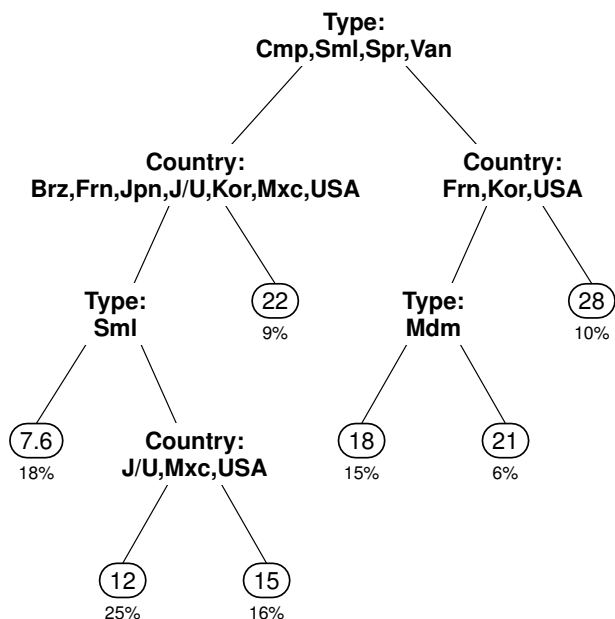 Type:
Cmp,Sml,Spr,Van
Country:
Brz,Frn,Jpn,J/U,Kor,Mxc,USA
Country:
Frn,Kor,USA
Type:
Sml
22
9%
Type:
Mdm
28
10%
7.6
18%
Country:
J/U,Mxc,USA
18
15%
21
6%
12
25%
15
16%